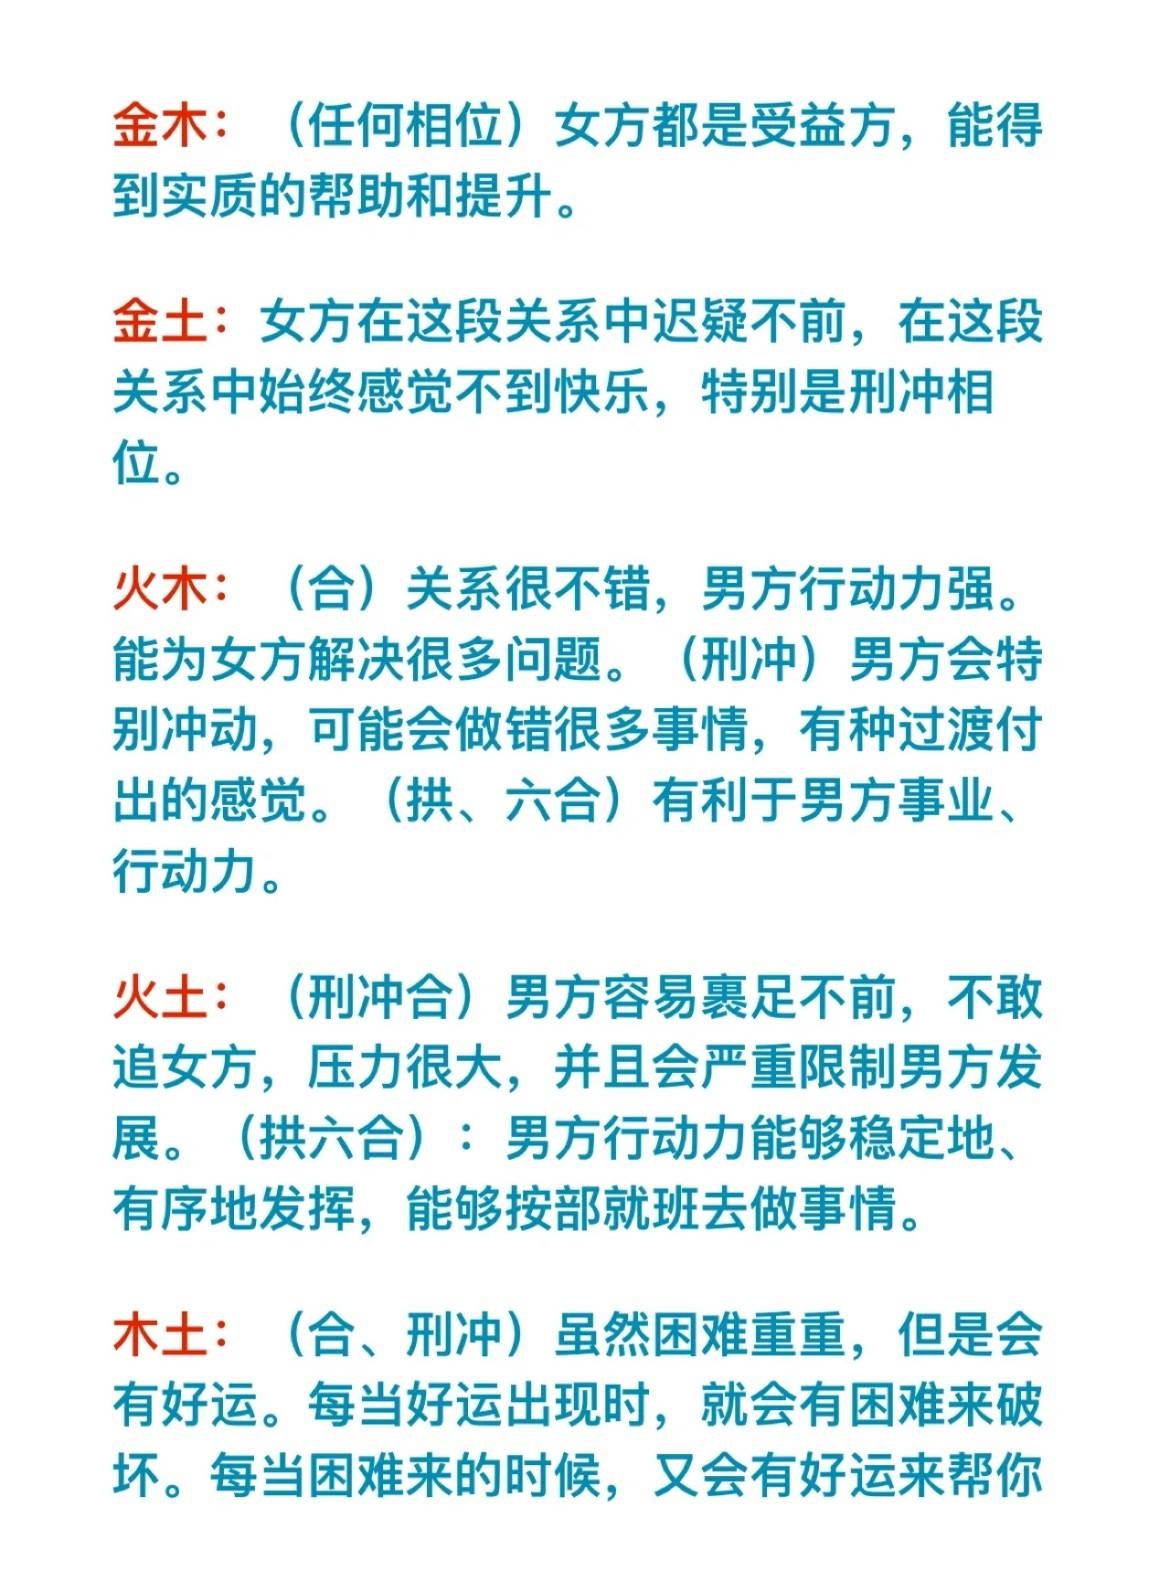 金木：（任何相位）女方都是受益方，能得
到实质的帮助和提升。
金土：女方在这段关系中迟疑不前，在这段
关系中始终感觉不到快乐，特别是刑冲相
位。
火木：（合）关系很不错，男方行动力强。
能为女方解决很多问题。（刑冲）男方会特
别冲动，可能会做错很多事情，有种过渡付
出的感觉。（拱、六合）有利于男方事业、
行动力。
火土：（刑冲合）男方容易裹足不前，不敢
追女方，压力很大，并且会严重限制男方发
展。（拱六合）：男方行动力能够稳定地、
有序地发挥，能够按部就班去做事情。
木土：（合、刑冲）虽然困难重重，但是会
有好运。每当好运出现时，就会有困难来破
坏。每当困难来的时候，又会有好运来帮你